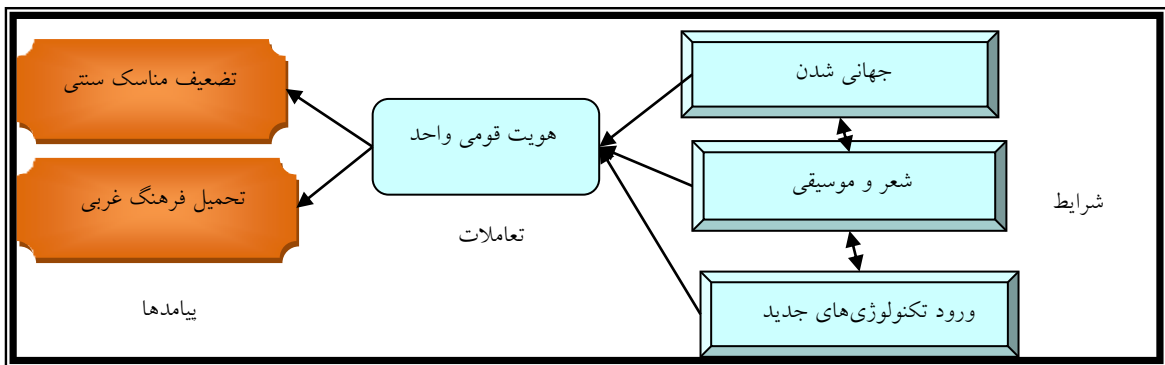 جهانی شدن
شعر و موسیقی
ورود تکنولوژی‌های جدید
شرایط
هویت قومی واحد
تعاملات
تضعیف مناسک سنتی
تحمیل فرهنگ غربی
پیامدها